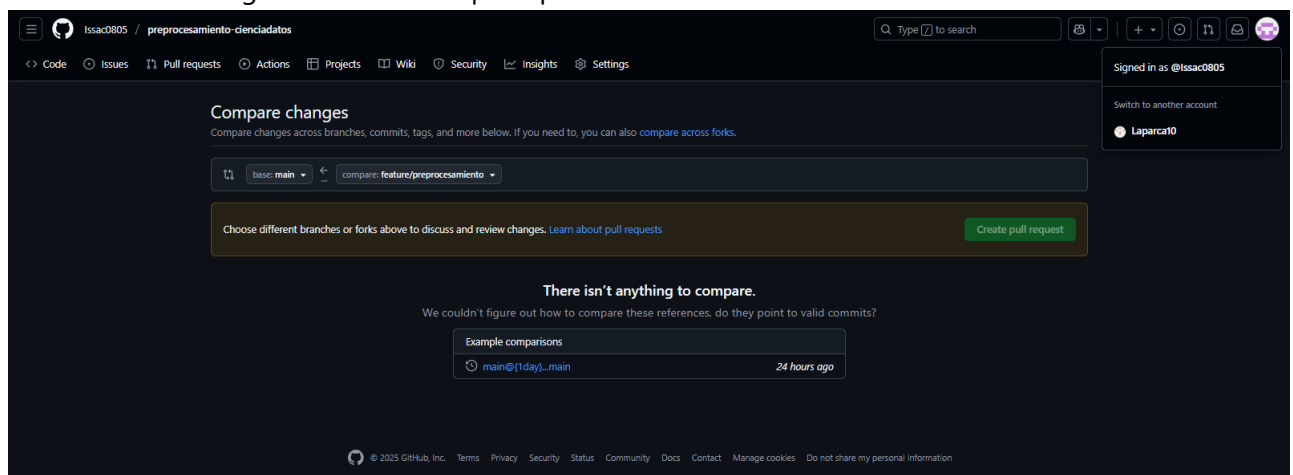 Issac0805 / preprocesamiento-cienciadatos
Type / to search
Code Issues Pull requests Actions Projects Wiki Security Insights Settings
Signed in as @Issac0805
Switch to another account
Laparca10
Compare changes
Compare changes across branches, commits, tags, and more below. If you need to, you can also compare across forks.
base: main ← ... compare: feature/preprocesamiento
Choose different branches or forks above to discuss and review changes. Learn about pull requests
Create pull request
There isn't anything to compare.
We couldn't figure out how to compare these references, do they point to valid commits?
Example comparisons
main@{1day}...main 24 hours ago
© 2025 GitHub, Inc. Terms Privacy Security Status Community Docs Contact Manage cookies Do not share my personal information